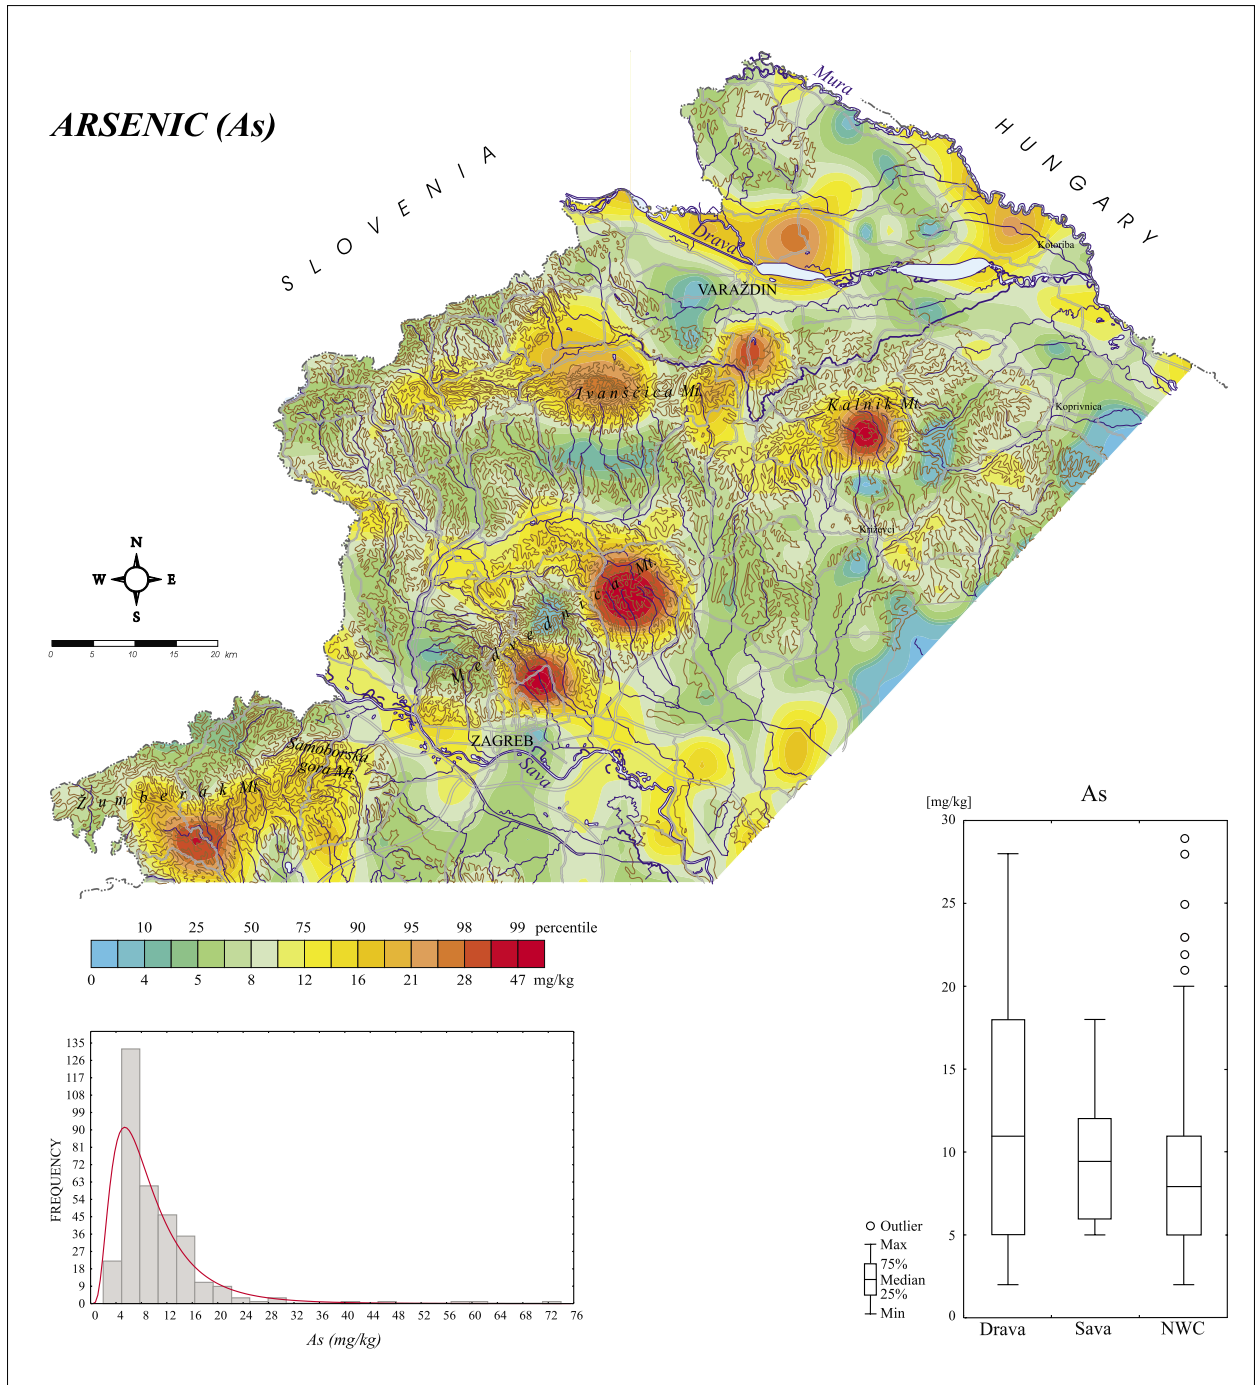 ARSENIC (As)
SLOVENIA
HUNGARY
Mura
Drava
Kotoriba
VARAŽDIN
Ivanščica Mt.
Kalnik Mt.
Koprivnica
Križevci
Medvednica Mt.
N
W E
S
0 5 10 15 20 km
ZAGREB
Sava
Samoborska
gora Mt.
Žumberak Mt.
10 25 50 75 90 95 98 99 percentile
0 4 5 8 12 16 21 28 47 mg/kg
FREQUENCY
135
126
117
108
99
90
81
72
63
54
45
36
27
18
9
0
0 4 8 12 16 20 24 28 32 36 40 44 48 52 56 60 64 68 72 76
As (mg/kg)
As
[mg/kg]
30
25
20
15
10
5
0
Drava Sava NWC
Outlier
Max
75%
Median
25%
Min